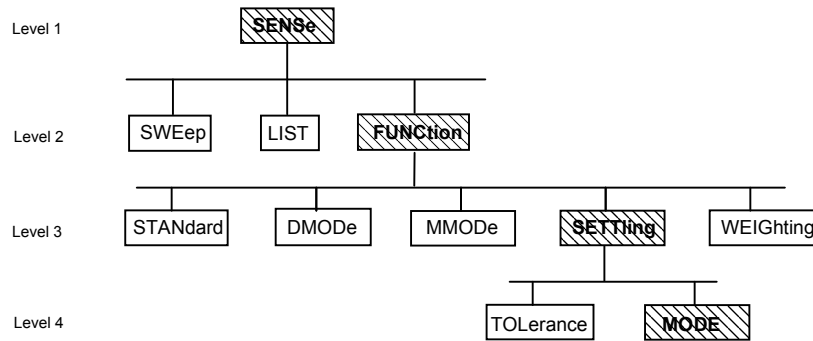 Level 1
SENSe
Level 2
SWEep LIST FUNCtion
Level 3
STANdard DMODe MMODe SETTling WEIGhting
Level 4
TOLerance MODE